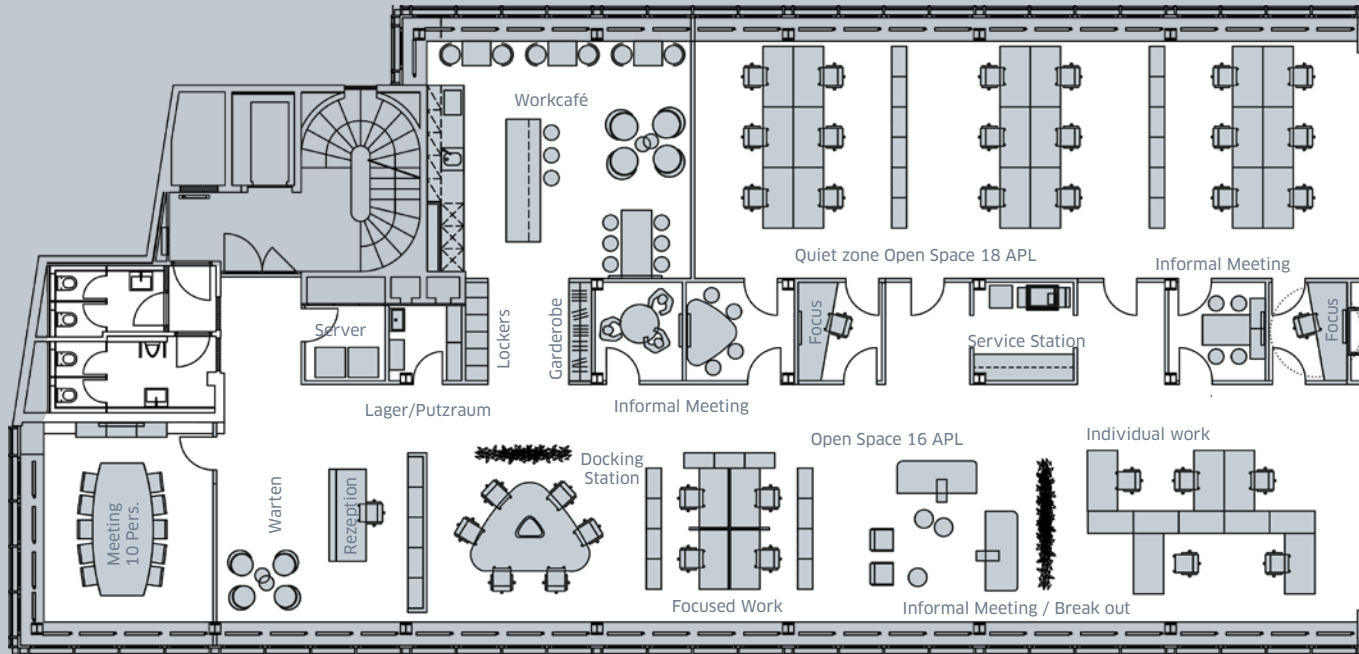 Workcafé
Quiet zone Open Space 18 APL
Informal Meeting
Server
Lockers
Garderobe
Focus
Service Station
Focus
Lager/Putzraum
Informal Meeting
Open Space 16 APL
Individual work
Docking
Station
Meeting
10 Pers.
Warten
Rezeption
Focused Work
Informal Meeting / Break out